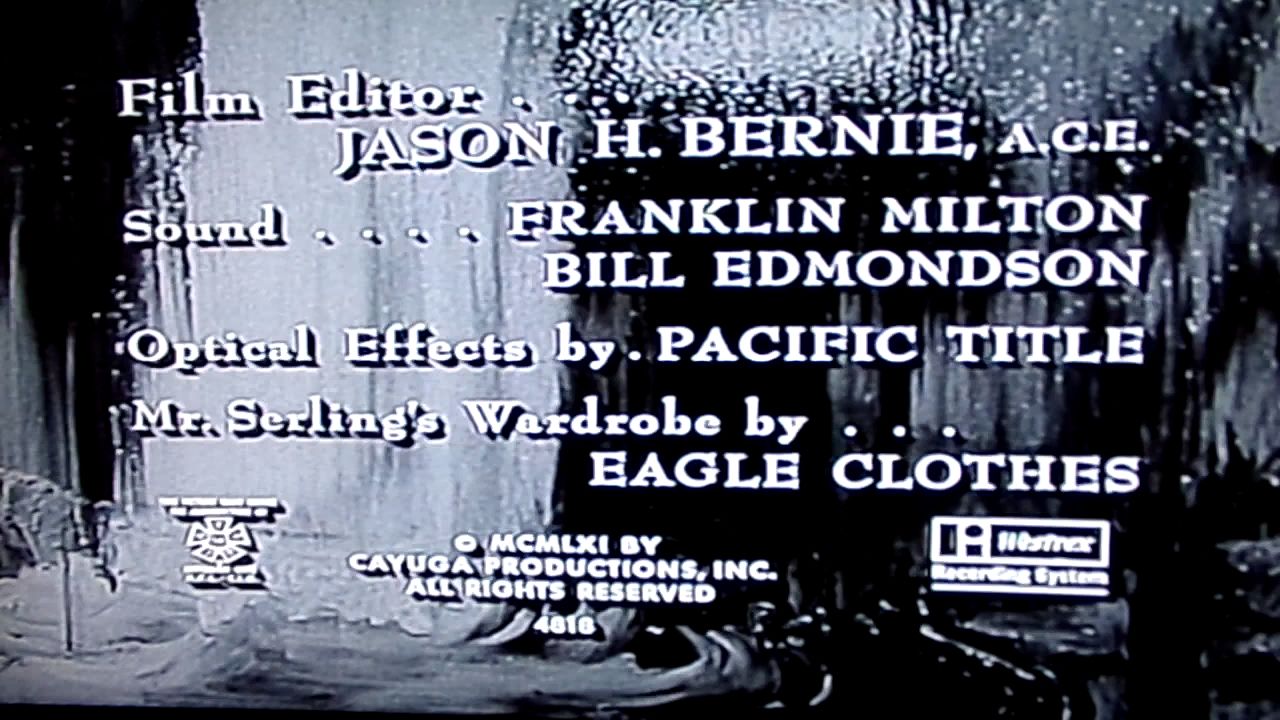 Film Editor . .
JASON H. BERNIE, A.C.E.
Sound . . . . FRANKLIN MILTON
BILL EDMONDSON
Optical Effects by . PACIFIC TITLE
Mr. Serling's Wardrobe by . . .
EAGLE CLOTHES
© MCMLXI BY
CAYUGA PRODUCTIONS, INC.
ALL RIGHTS RESERVED
4818
Westrex
Recording System